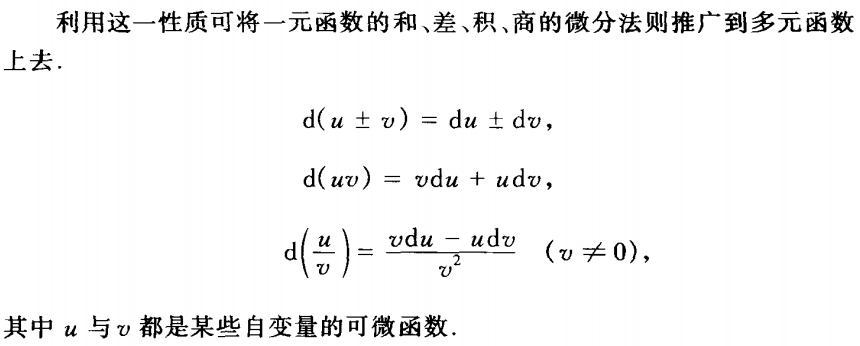 利用这一性质可将一元函数的和、差、积、商的微分法则推广到多元函数
上去.
d(u ± v) = du ± dv,
d(uv) = vdu + udv,
d(u/v) = (vdu − udv)/v² (v ≠ 0),
其中 u 与 v 都是某些自变量的可微函数.